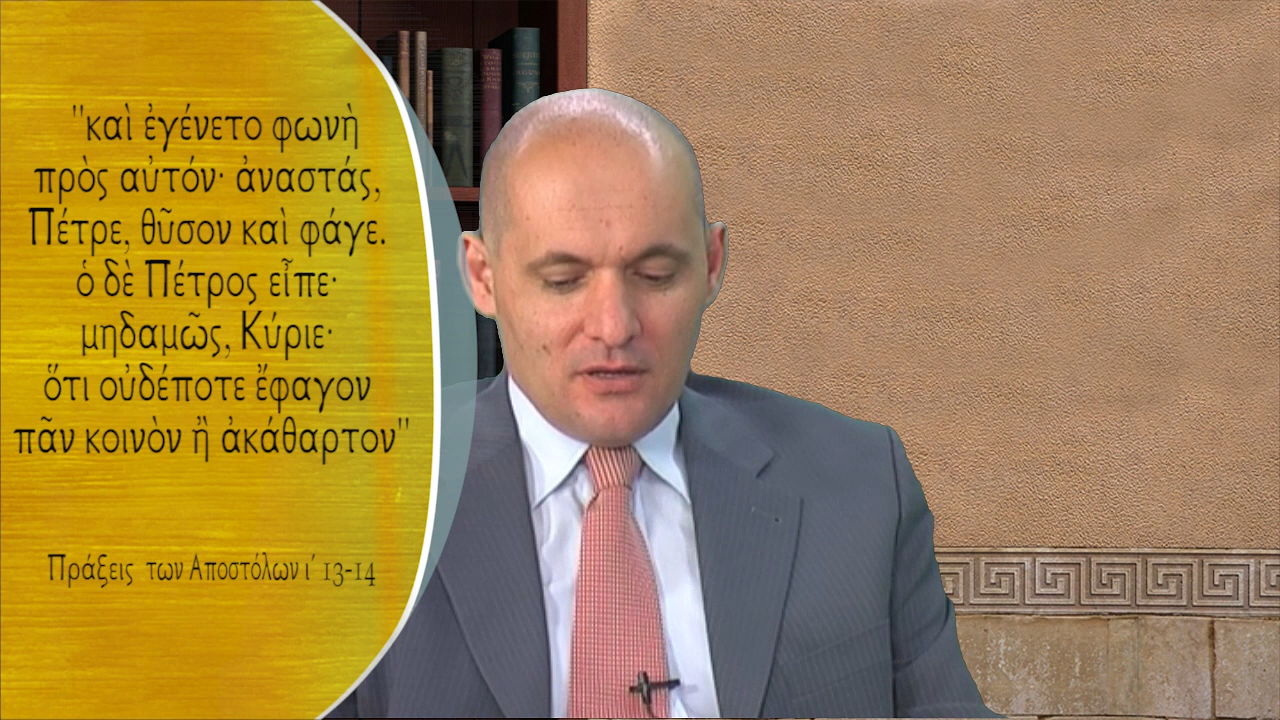 "καὶ ἐγένετο φωνὴ
πρὸς αὐτόν· ἀναστάς,
Πέτρε, θῦσον καὶ φάγε.
ὁ δὲ Πέτρος εἶπε·
μηδαμῶς, Κύριε·
ὅτι οὐδέποτε ἔφαγον
πᾶν κοινὸν ἢ ἀκάθαρτον"
Πράξεις των Αποστόλων ι΄ 13-14